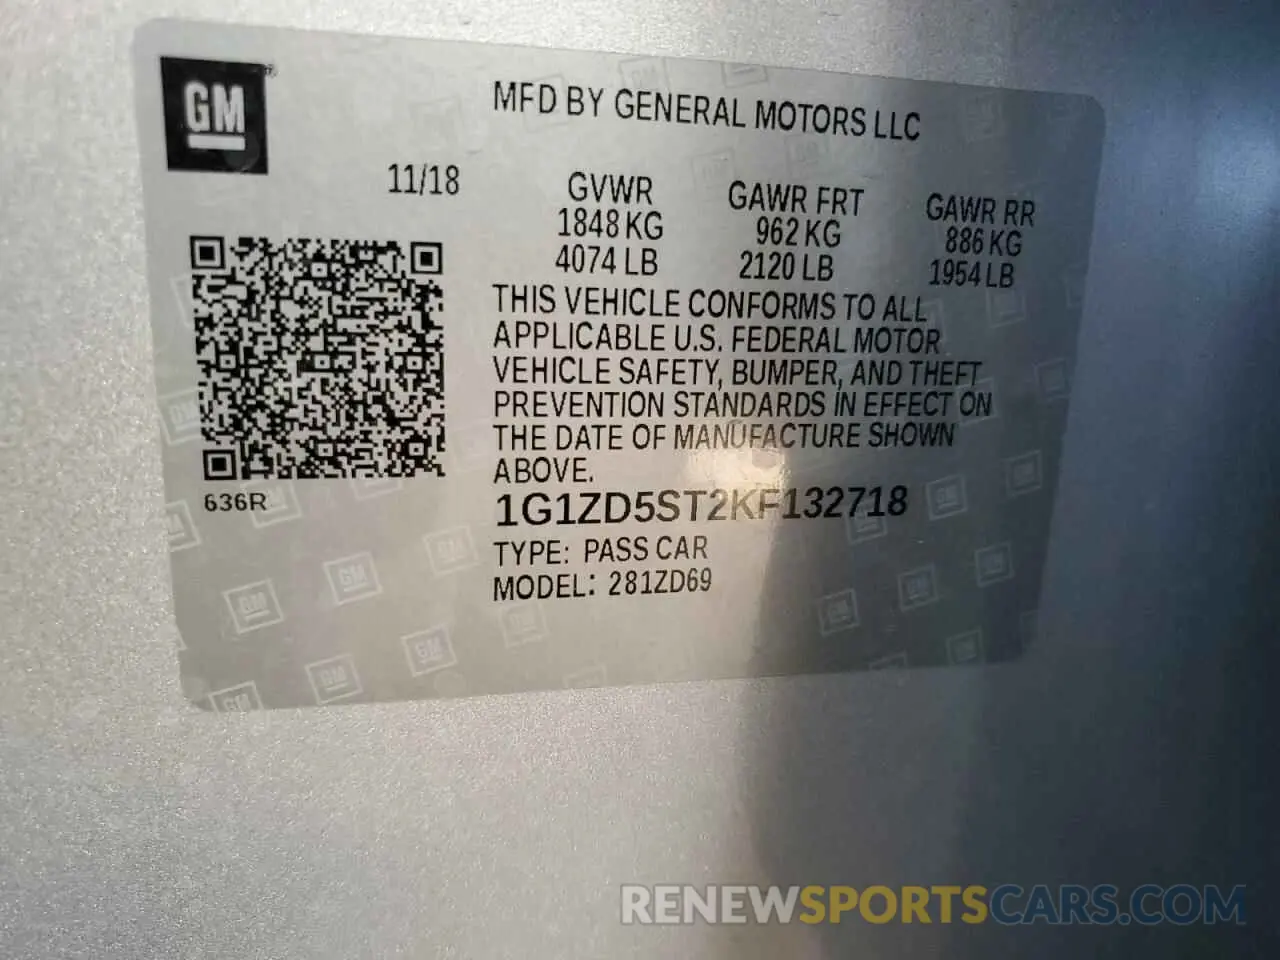 GM
MFD BY GENERAL MOTORS LLC
11/18
GVWR GAWR FRT GAWR RR
1848 KG 962 KG 886 KG
4074 LB 2120 LB 1954 LB
THIS VEHICLE CONFORMS TO ALL
APPLICABLE U.S. FEDERAL MOTOR
VEHICLE SAFETY, BUMPER, AND THEFT
PREVENTION STANDARDS IN EFFECT ON
THE DATE OF MANUFACTURE SHOWN
ABOVE.
636R
1G1ZD5ST2KF132718
TYPE: PASS CAR
MODEL: 281ZD69
RENEWSPORTSCARS.COM